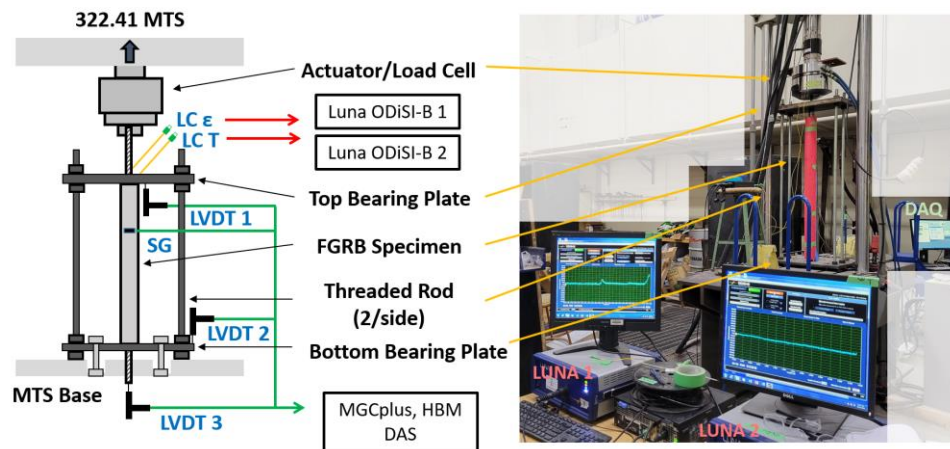 322.41 MTS
Actuator/Load Cell
LC ε
LC T
Luna ODiSI-B 1
Luna ODiSI-B 2
Top Bearing Plate
LVDT 1
SG
FGRB Specimen
Threaded Rod
(2/side)
LVDT 2
Bottom Bearing Plate
MTS Base
LVDT 3
MGCplus, HBM
DAS
DAQ
LUNA 1
LUNA 2
DELL